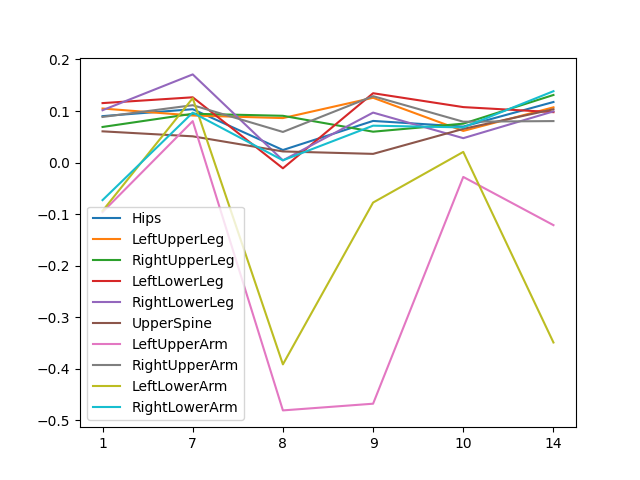 0.2
0.1
0.0
−0.1
−0.2
−0.3
−0.4
−0.5
Hips
LeftUpperLeg
RightUpperLeg
LeftLowerLeg
RightLowerLeg
UpperSpine
LeftUpperArm
RightUpperArm
LeftLowerArm
RightLowerArm
1 7 8 9 10 14